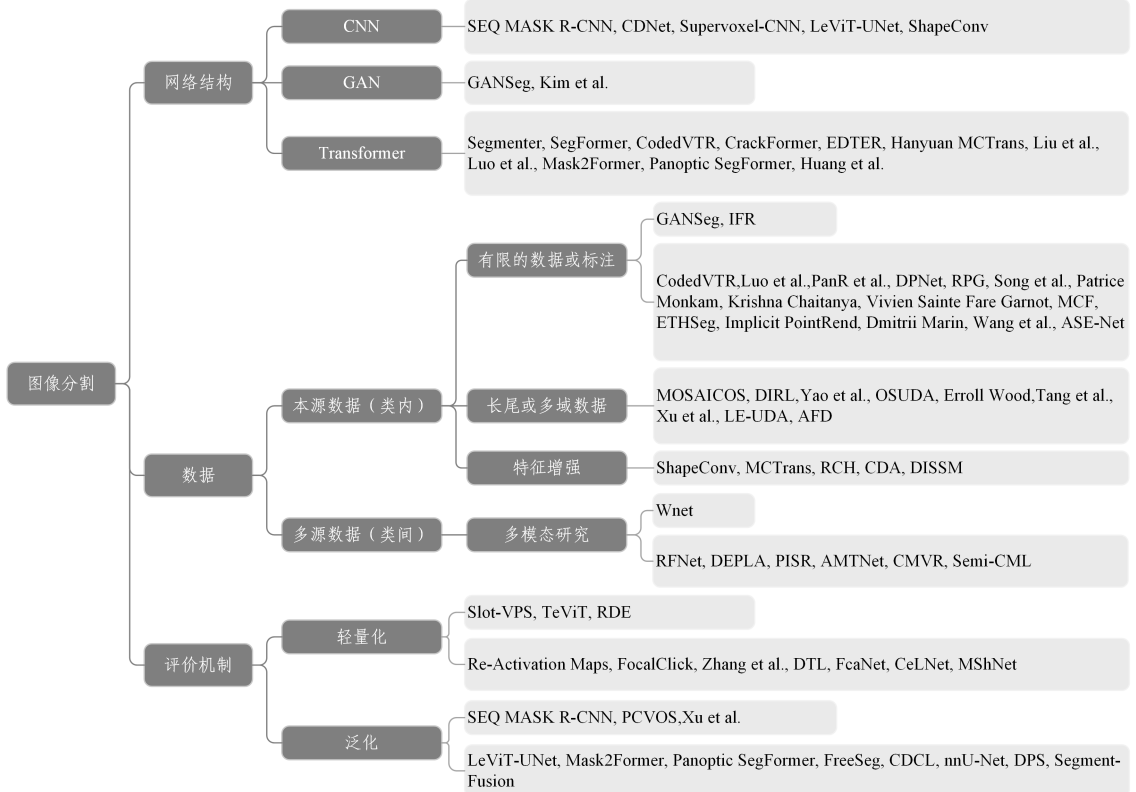 图像分割
网络结构
CNN
SEQ MASK R-CNN, CDNet, Supervoxel-CNN, LeViT-UNet, ShapeConv
GAN
GANSeg, Kim et al.
Transformer
Segmenter, SegFormer, CodedVTR, CrackFormer, EDTER, Hanyuan MCTrans, Liu et al.,
Luo et al., Mask2Former, Panoptic SegFormer, Huang et al.
数据
本源数据（类内）
有限的数据或标注
GANSeg, IFR
CodedVTR,Luo et al.,PanR et al., DPNet, RPG, Song et al., Patrice
Monkam, Krishna Chaitanya, Vivien Sainte Fare Garnot, MCF,
ETHSeg, Implicit PointRend, Dmitrii Marin, Wang et al., ASE-Net
长尾或多域数据
MOSAICOS, DIRL,Yao et al., OSUDA, Erroll Wood,Tang et al.,
Xu et al., LE-UDA, AFD
特征增强
ShapeConv, MCTrans, RCH, CDA, DISSM
多源数据（类间）
多模态研究
Wnet
RFNet, DEPLA, PISR, AMTNet, CMVR, Semi-CML
评价机制
轻量化
Slot-VPS, TeViT, RDE
Re-Activation Maps, FocalClick, Zhang et al., DTL, FcaNet, CeLNet, MShNet
泛化
SEQ MASK R-CNN, PCVOS,Xu et al.
LeViT-UNet, Mask2Former, Panoptic SegFormer, FreeSeg, CDCL, nnU-Net, DPS, Segment-
Fusion